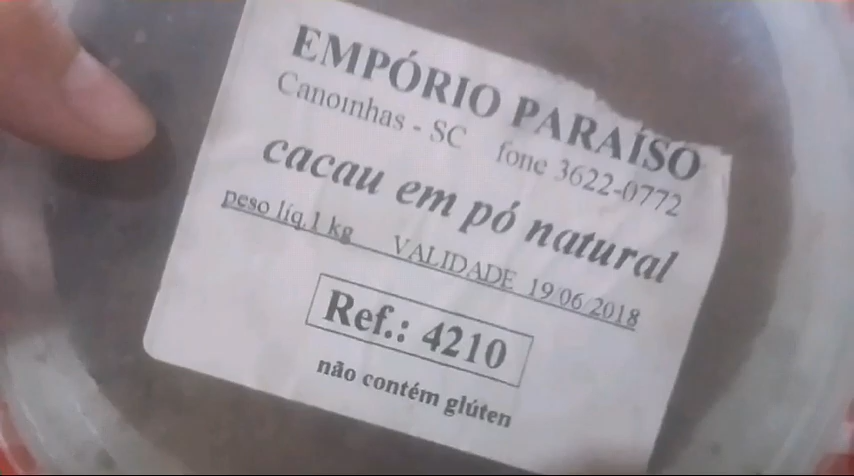 EMPÓRIO PARAÍSO
Canoinhas - SC fone 3622-0772
cacau em pó natural
peso líq.1 kg VALIDADE 19/06/2018
Ref.: 4210
não contém glúten